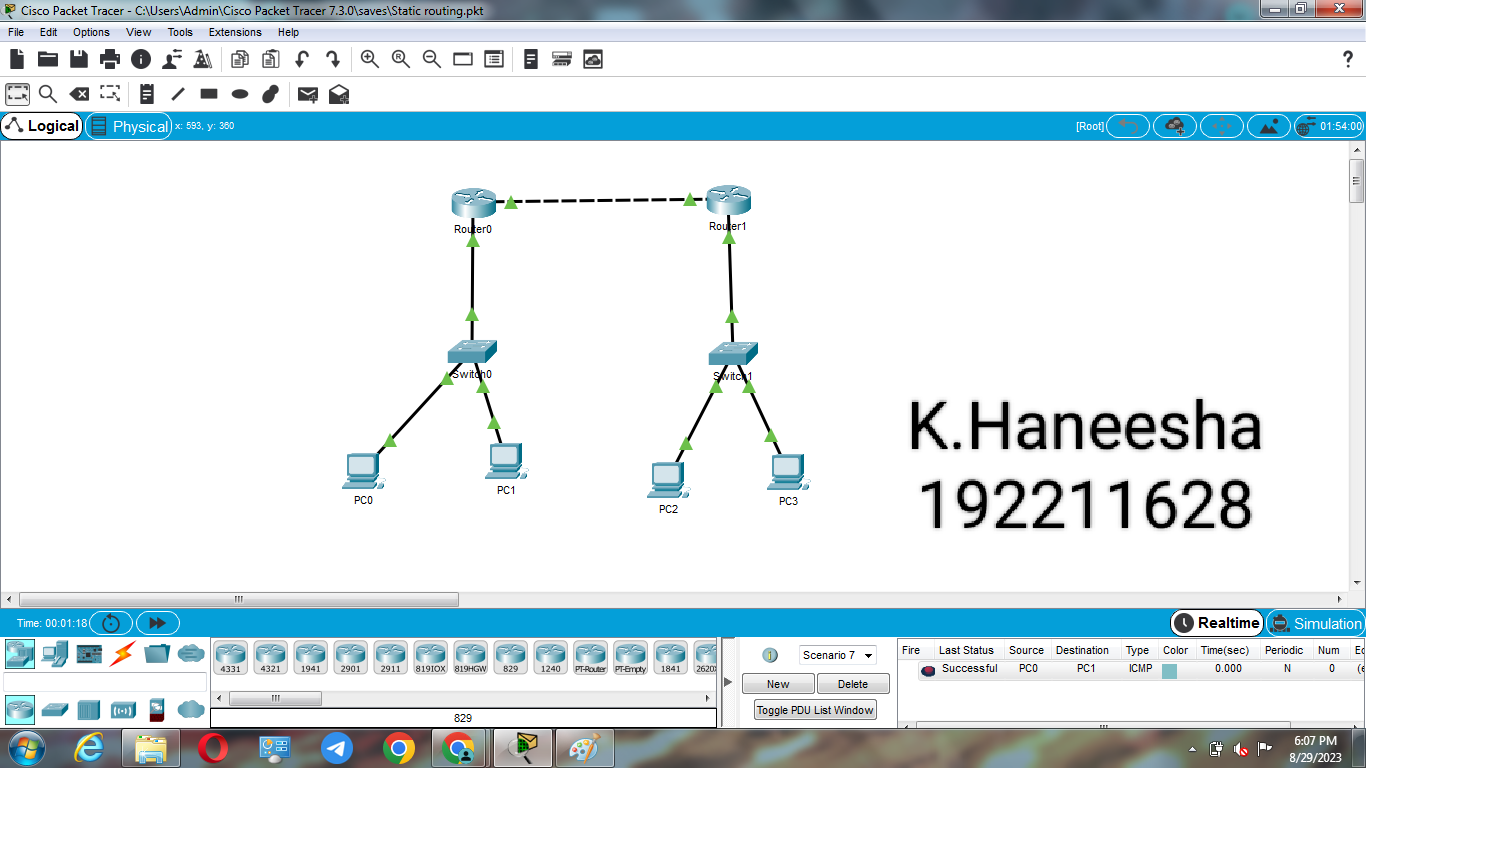 Cisco Packet Tracer - C:\Users\Admin\Cisco Packet Tracer 7.3.0\saves\Static routing.pkt
File Edit Options View Tools Extensions Help
Logical Physical x: 593, y: 360 [Root] 01:54:00
Router0 Router1
Switch0 Switch1
PC0 PC1 PC2 PC3
K.Haneesha
192211628
Time: 00:01:18 Realtime Simulation
4331 4321 1941 2901 2911 819IOX 819HGW 829 1240 PT-Router PT-Empty 1841
829
Scenario 7
New Delete
Toggle PDU List Window
Fire Last Status Source Destination Type Color Time(sec) Periodic Num
Successful PC0 PC1 ICMP 0.000 N 0
6:07 PM
8/29/2023